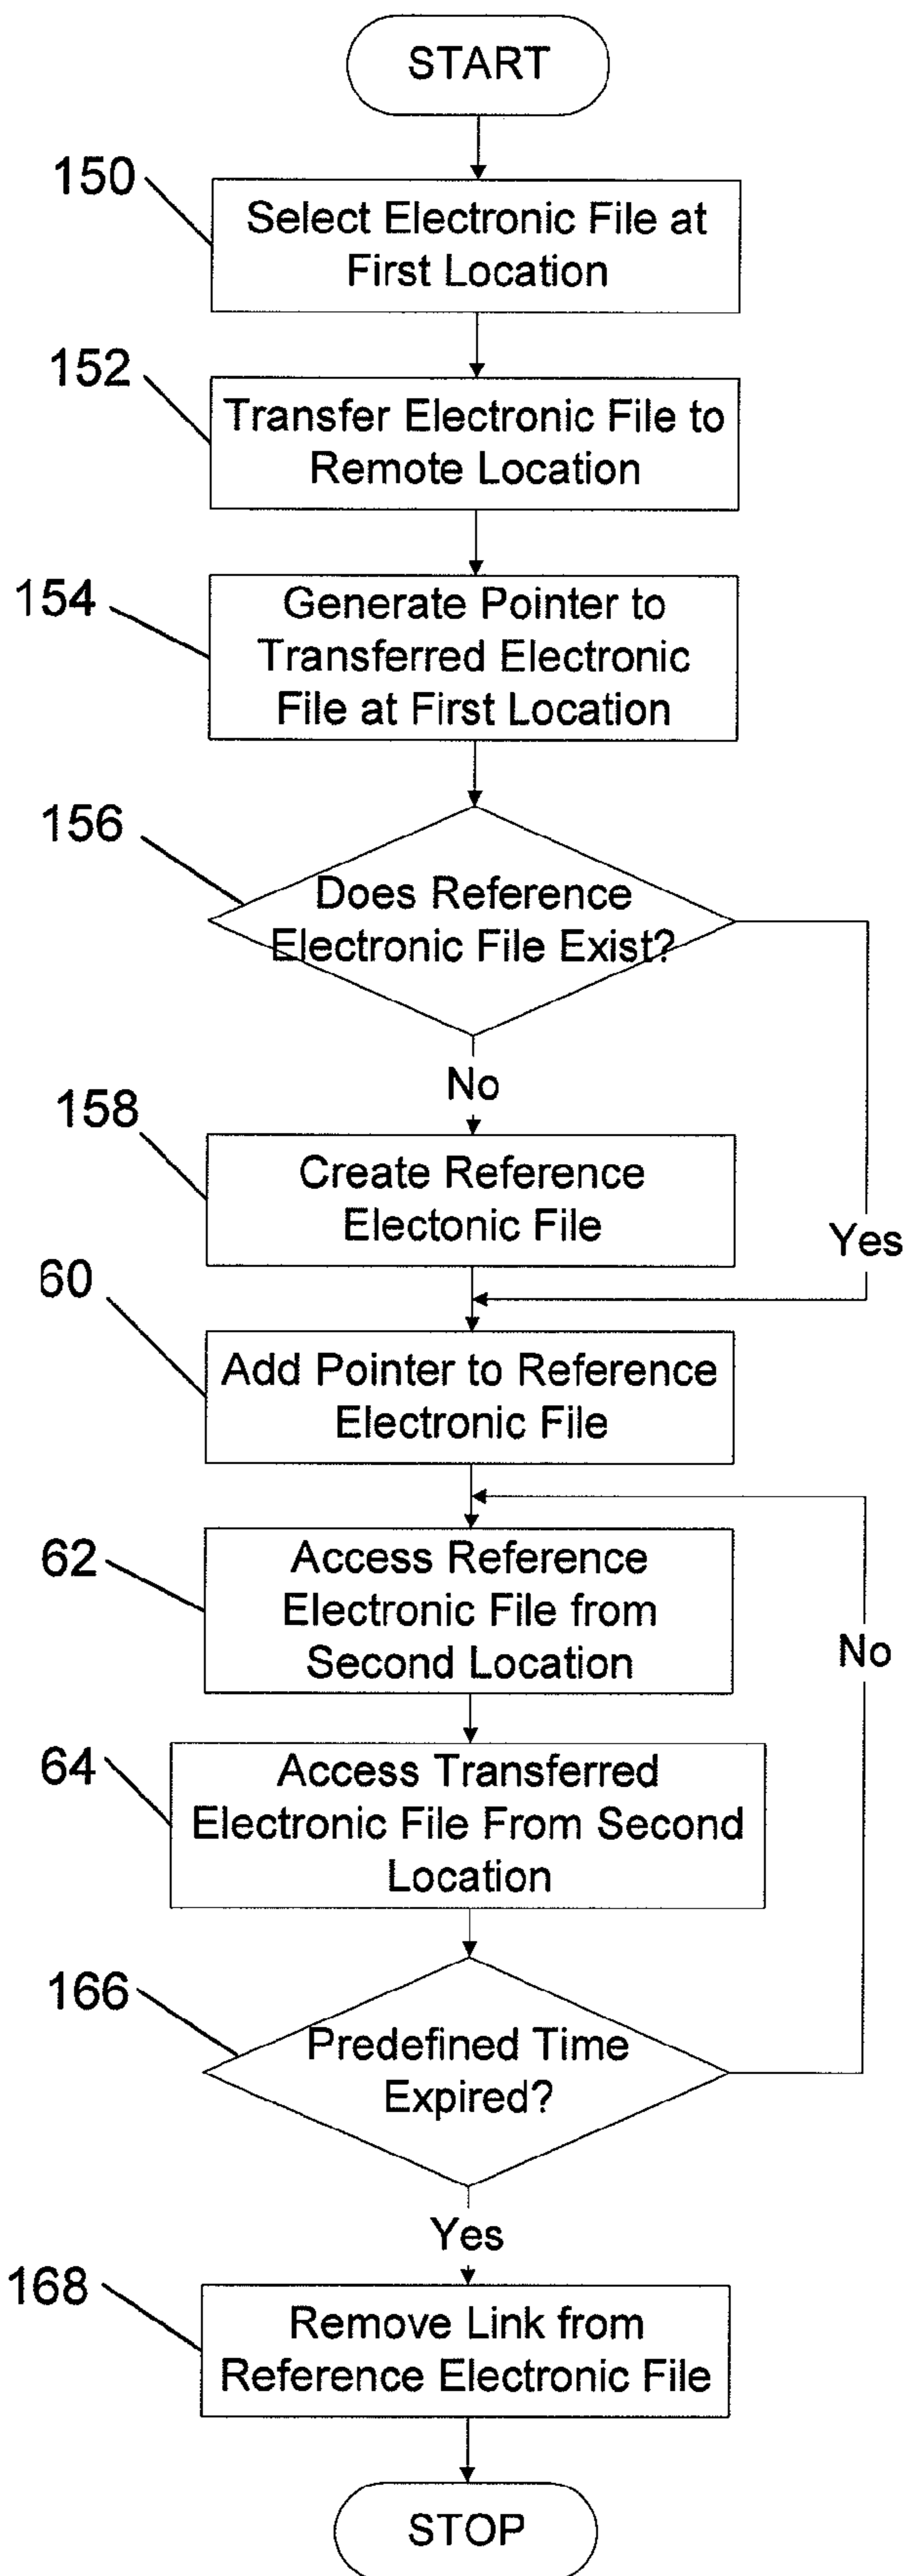 START
150
Select Electronic File at
First Location
152
Transfer Electronic File to
Remote Location
154
Generate Pointer to
Transferred Electronic
File at First Location
156
Does Reference
Electronic File Exist?
No
158
Create Reference
Electonic File
Yes
60
Add Pointer to Reference
Electronic File
62
Access Reference
Electronic File from
Second Location
No
64
Access Transferred
Electronic File From Second
Location
166
Predefined Time
Expired?
Yes
168
Remove Link from
Reference Electronic File
STOP